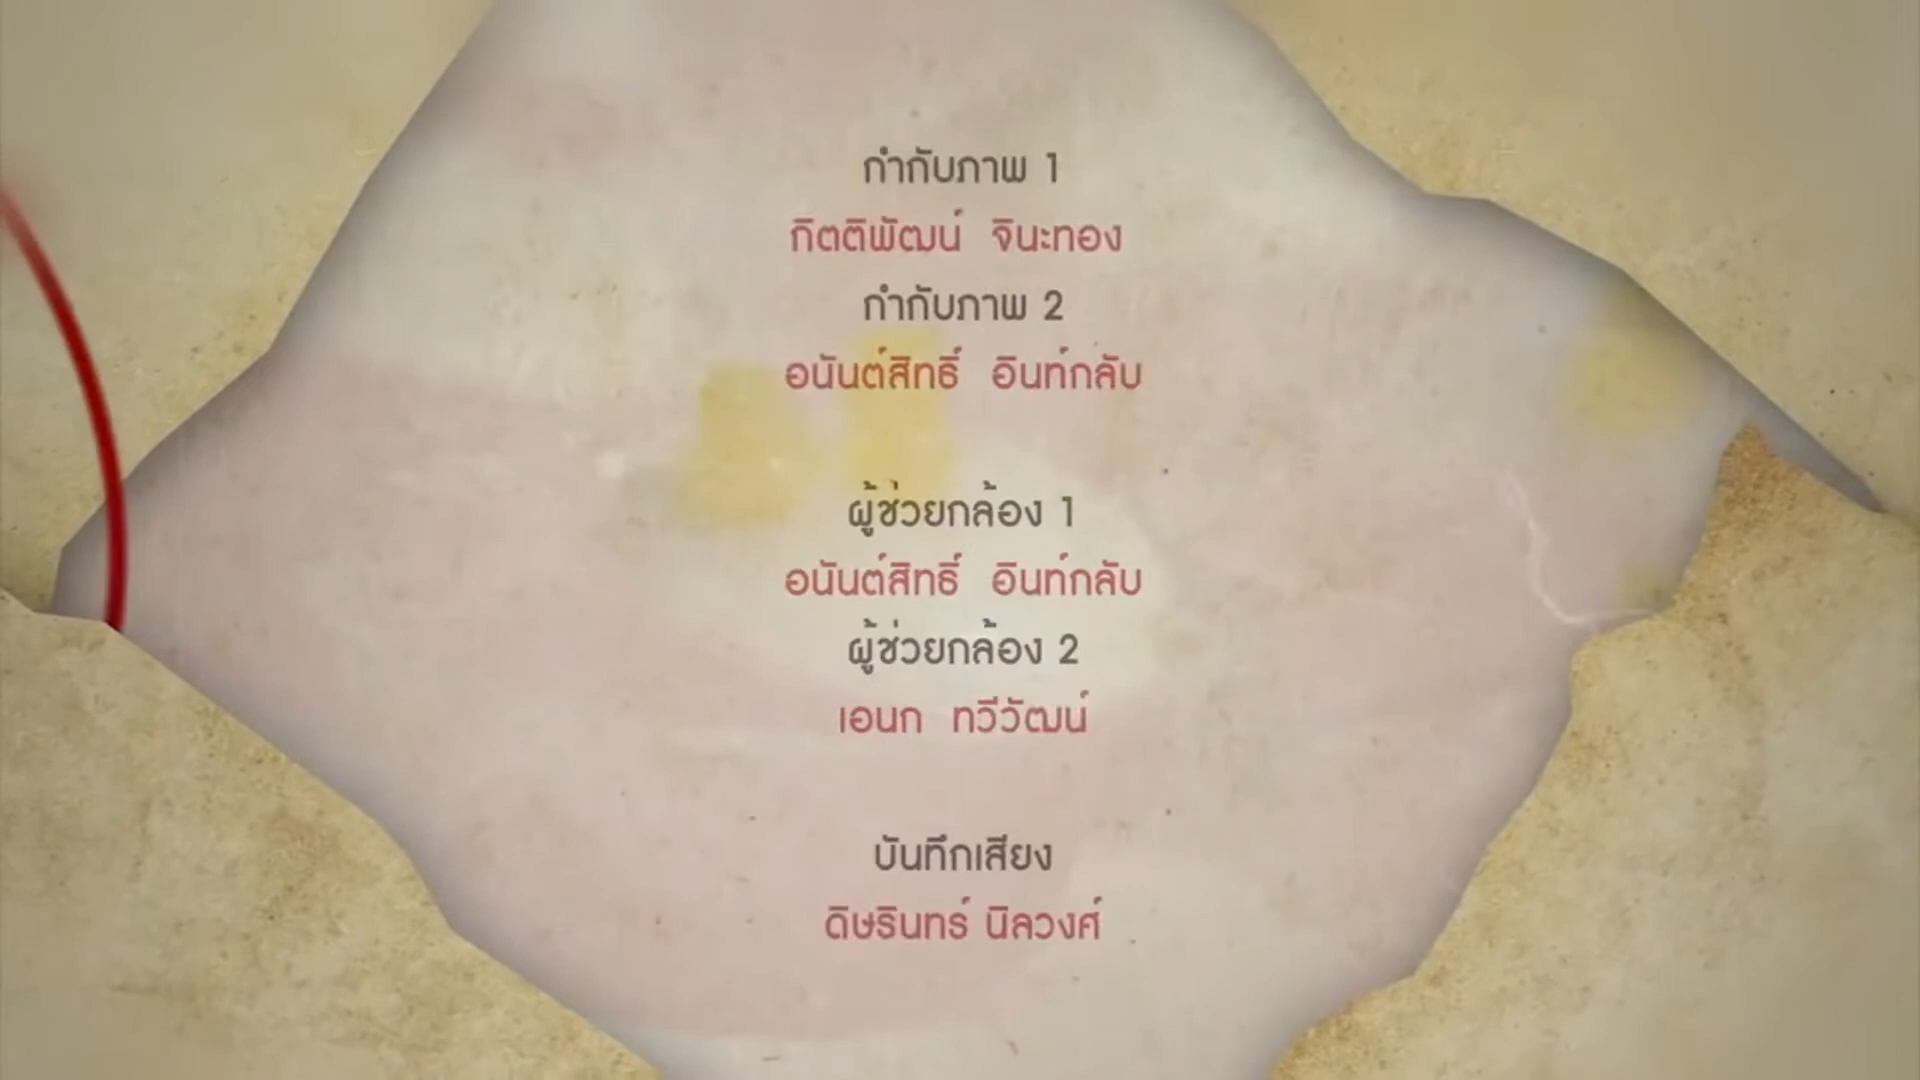 กำกับภาพ 1
กิตติพัฒน์ จินะทอง
กำกับภาพ 2
อนันต์สิทธิ์ อินท์กลับ
ผู้ช่วยกล้อง 1
อนันต์สิทธิ์ อินท์กลับ
ผู้ช่วยกล้อง 2
เอนก ทวีวัฒน์
บันทึกเสียง
ดิษรินทร์ นิลวงศ์